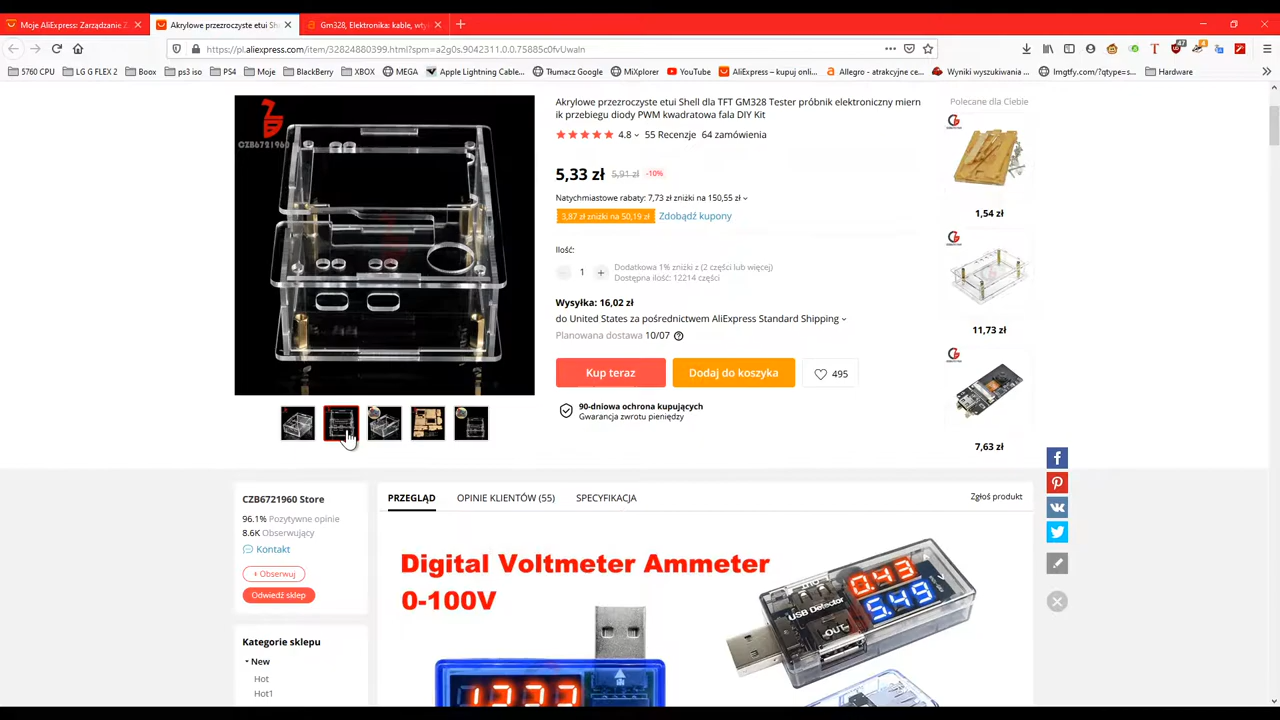 Moje AliExpress: Zarządzanie Z
Akrylowe przezroczyste etui Sh
Gm328, Elektronika: kable, wty
https://pl.aliexpress.com/item/32824880399.html?spm=a2g0s.9042311.0.0.75885c0fvUwaln
47
5760 CPU
LG G FLEX 2
Boox
ps3 iso
PS4
Moje
BlackBerry
XBOX
MEGA
Apple Lightning Cable...
Tłumacz Google
MiXplorer
YouTube
AliExpress – kupuj onli...
Allegro - atrakcyjne ce...
Wyniki wyszukiwania ...
lmgtfy.com/?qtype=s...
Hardware
CZB6721960
Akrylowe przezroczyste etui Shell dla TFT GM328 Tester próbnik elektroniczny miern
ik przebiegu diody PWM kwadratowa fala DIY Kit
4.8
55 Recenzje
64 zamówienia
5,33 zł
5,91 zł
-10%
Natychmiastowe rabaty: 7,73 zł zniżki na 150,55 zł
3,87 zł zniżki na 50,19 zł
Zdobądź kupony
Ilość:
1
Dodatkowa 1% zniżki z (2 części lub więcej)
Dostępna ilość: 12214 części
Wysyłka: 16,02 zł
do United States za pośrednictwem AliExpress Standard Shipping
Planowana dostawa 10/07
Kup teraz
Dodaj do koszyka
495
90-dniowa ochrona kupujących
Gwarancja zwrotu pieniędzy
Polecane dla Ciebie
1,54 zł
11,73 zł
7,63 zł
CZB6721960 Store
96.1% Pozytywne opinie
8.6K Obserwujący
Kontakt
+ Obserwuj
Odwiedź sklep
Kategorie sklepu
New
Hot
Hot1
PRZEGLĄD
OPINIE KLIENTÓW (55)
SPECYFIKACJA
Zgłoś produkt
Digital Voltmeter Ammeter
0-100V
USB Detector
OUT
0.43
5.49
A
V